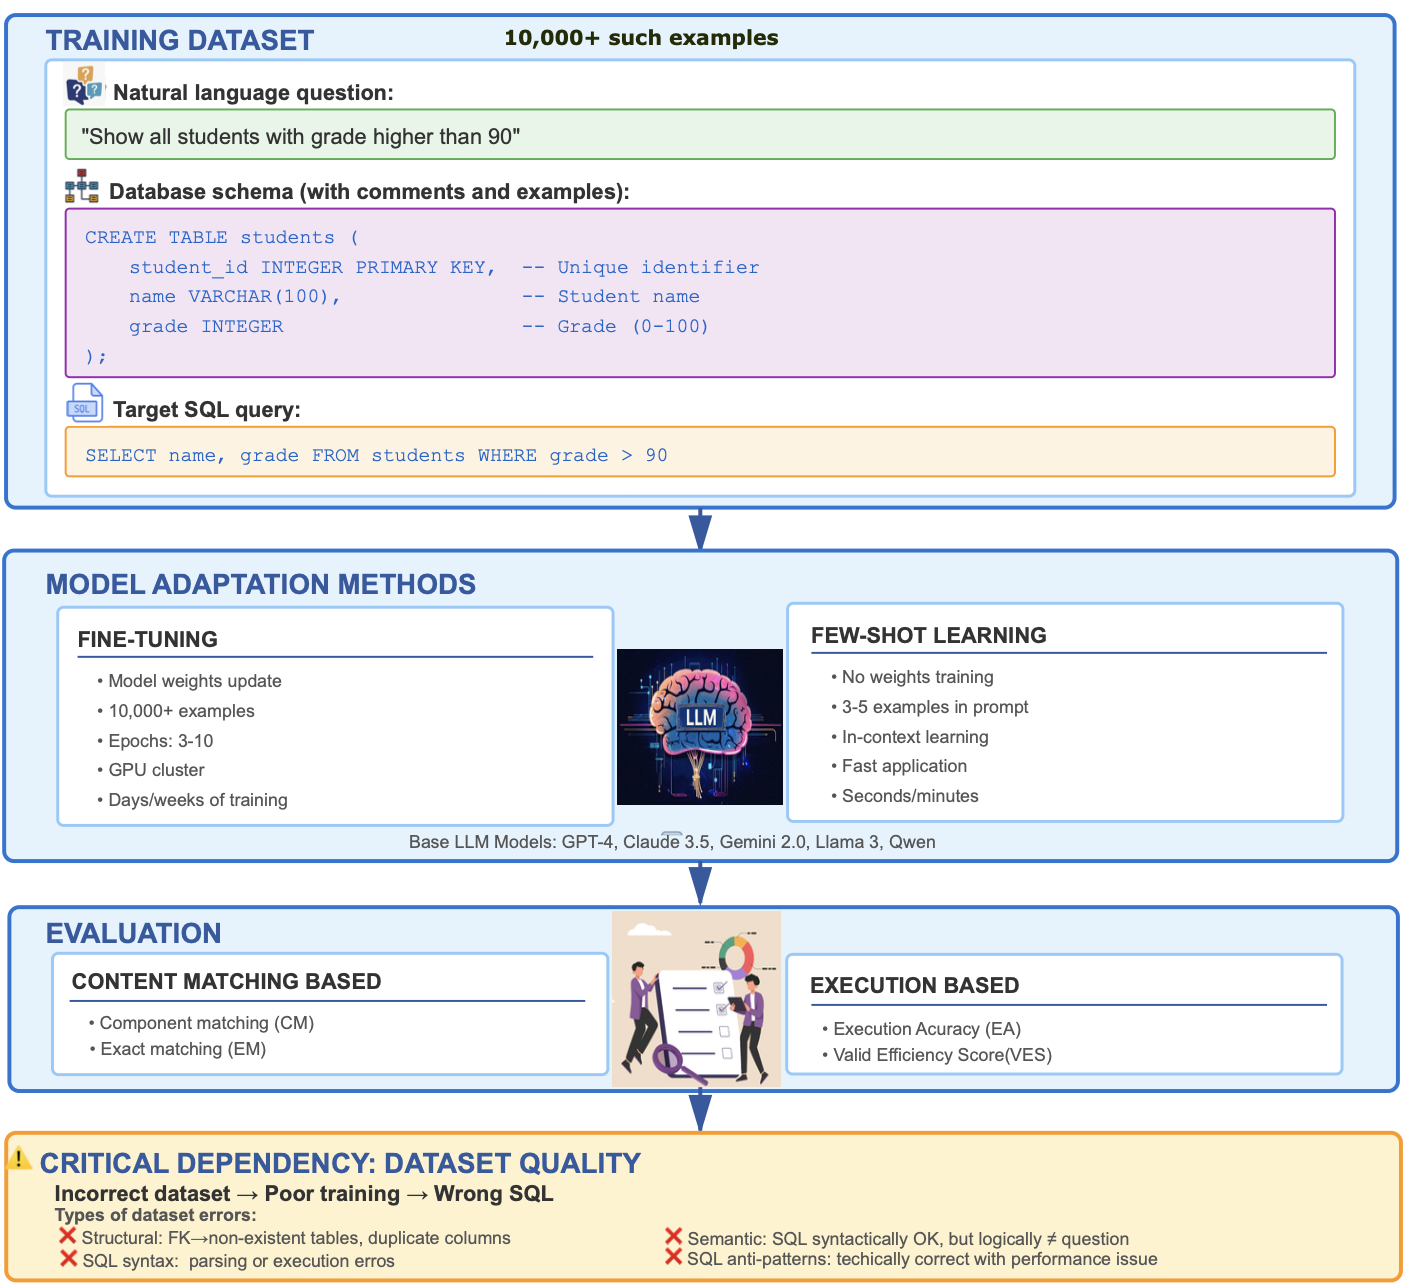 TRAINING DATASET
10,000+ such examples
Natural language question:
"Show all students with grade higher than 90"
Database schema (with comments and examples):
CREATE TABLE students (
student_id INTEGER PRIMARY KEY, -- Unique identifier
name VARCHAR(100), -- Student name
grade INTEGER -- Grade (0-100)
);
SQL
Target SQL query:
SELECT name, grade FROM students WHERE grade > 90
MODEL ADAPTATION METHODS
FINE-TUNING
• Model weights update
• 10,000+ examples
• Epochs: 3-10
• GPU cluster
• Days/weeks of training
LLM
FEW-SHOT LEARNING
• No weights training
• 3-5 examples in prompt
• In-context learning
• Fast application
• Seconds/minutes
Base LLM Models: GPT-4, Claude 3.5, Gemini 2.0, Llama 3, Qwen
EVALUATION
CONTENT MATCHING BASED
• Component matching (CM)
• Exact matching (EM)
EXECUTION BASED
• Execution Acuracy (EA)
• Valid Efficiency Score(VES)
CRITICAL DEPENDENCY: DATASET QUALITY
Incorrect dataset → Poor training → Wrong SQL
Types of dataset errors:
❌ Structural: FK→non-existent tables, duplicate columns
❌ SQL syntax: parsing or execution erros
❌ Semantic: SQL syntactically OK, but logically ≠ question
❌ SQL anti-patterns: techically correct with performance issue